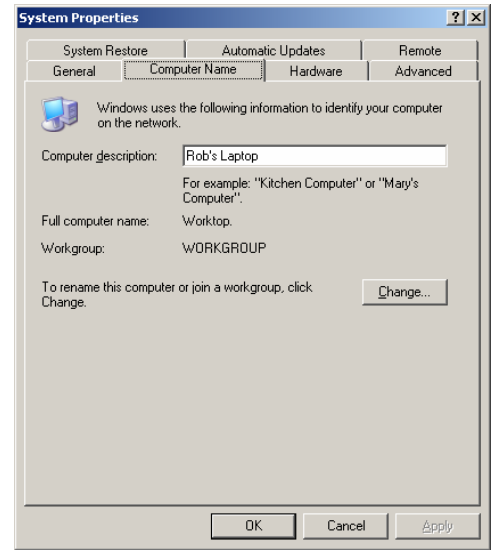 System Properties
System Restore Automatic Updates Remote
General Computer Name Hardware Advanced
Windows uses the following information to identify your computer
on the network.
Computer description: Rob's Laptop
For example: "Kitchen Computer" or "Mary's
Computer".
Full computer name: Worktop.
Workgroup: WORKGROUP
To rename this computer or join a workgroup, click
Change.
Change...
OK Cancel Apply